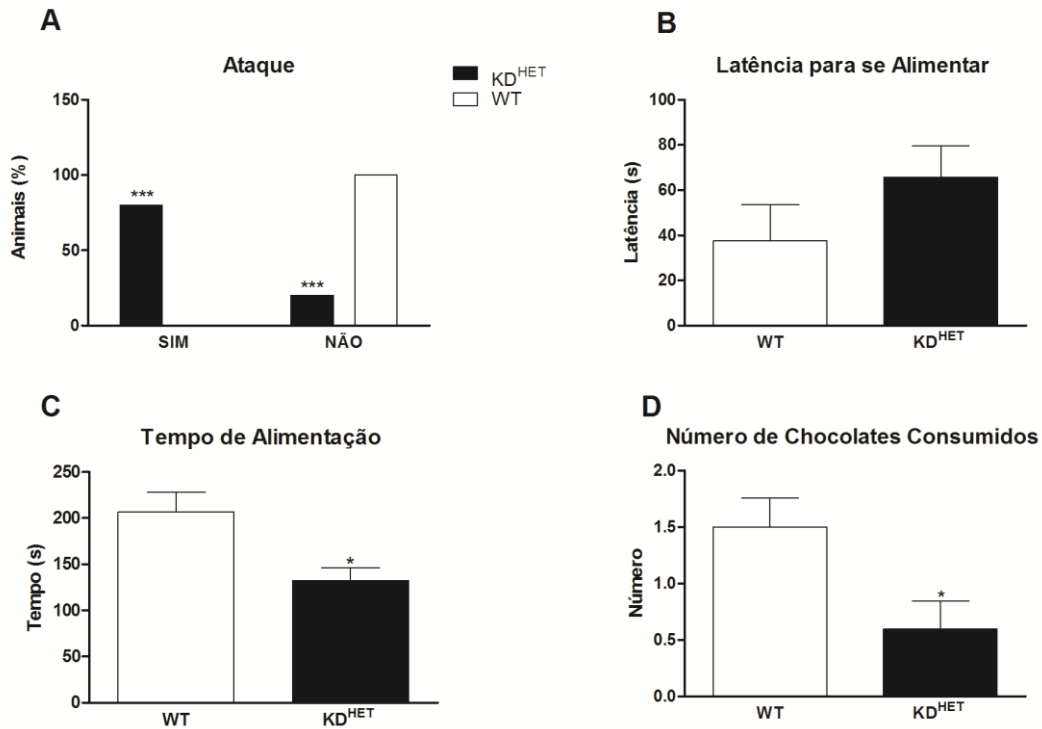 A
Ataque
KD^HET
WT
Animais (%)
150
100
50
0
***
***
SIM NÃO
B
Latência para se Alimentar
Latência (s)
100
80
60
40
20
0
WT KD^HET
C
Tempo de Alimentação
Tempo (s)
250
200
150
100
50
0
*
WT KD^HET
D
Número de Chocolates Consumidos
Número
2.0
1.5
1.0
0.5
0.0
*
WT KD^HET